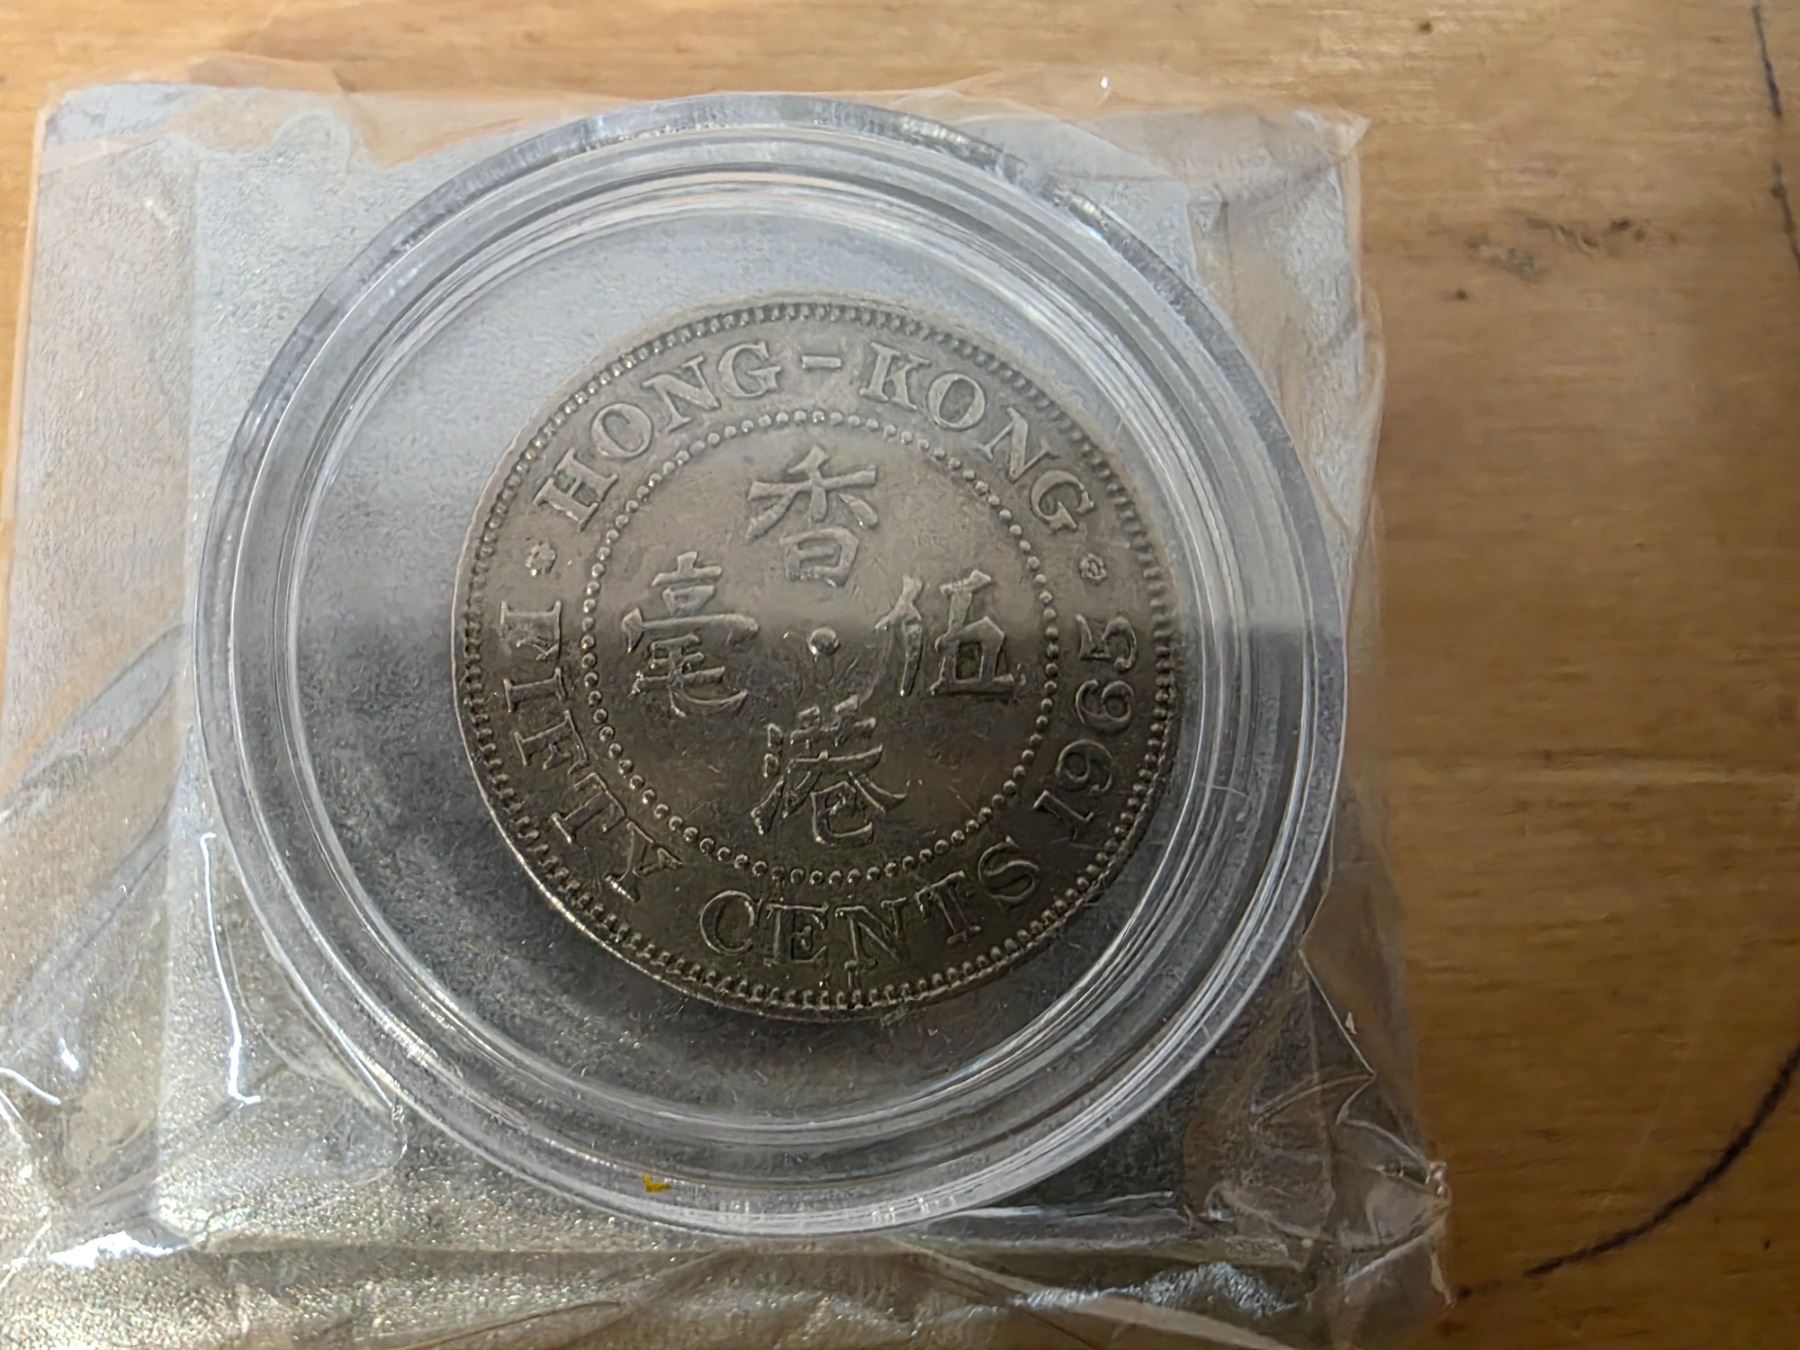 HONG-KONG
香港
伍毫
FIFTY CENTS 1965